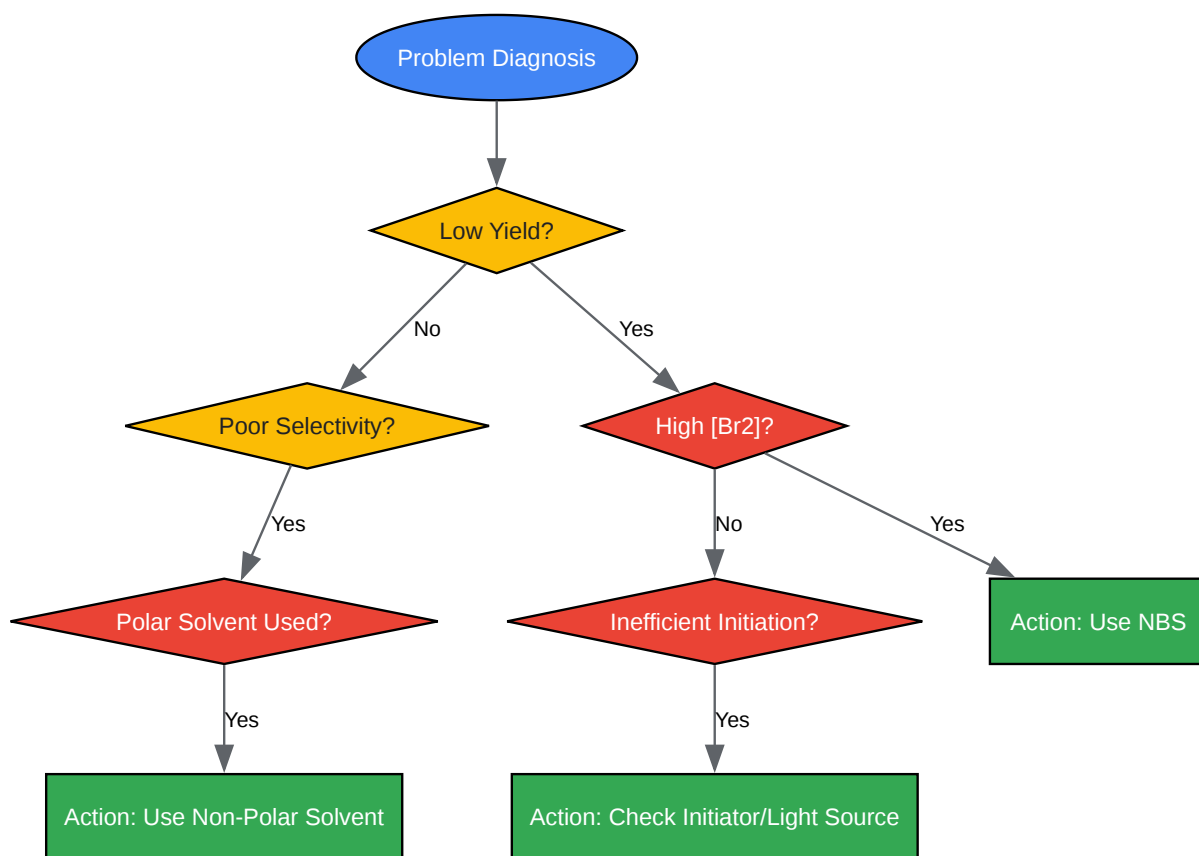 Problem Diagnosis
Low Yield?
No
Yes
Poor Selectivity?
High [Br2]?
Yes
No
Yes
Polar Solvent Used?
Inefficient Initiation?
Action: Use NBS
Yes
Yes
Action: Use Non-Polar Solvent
Action: Check Initiator/Light Source